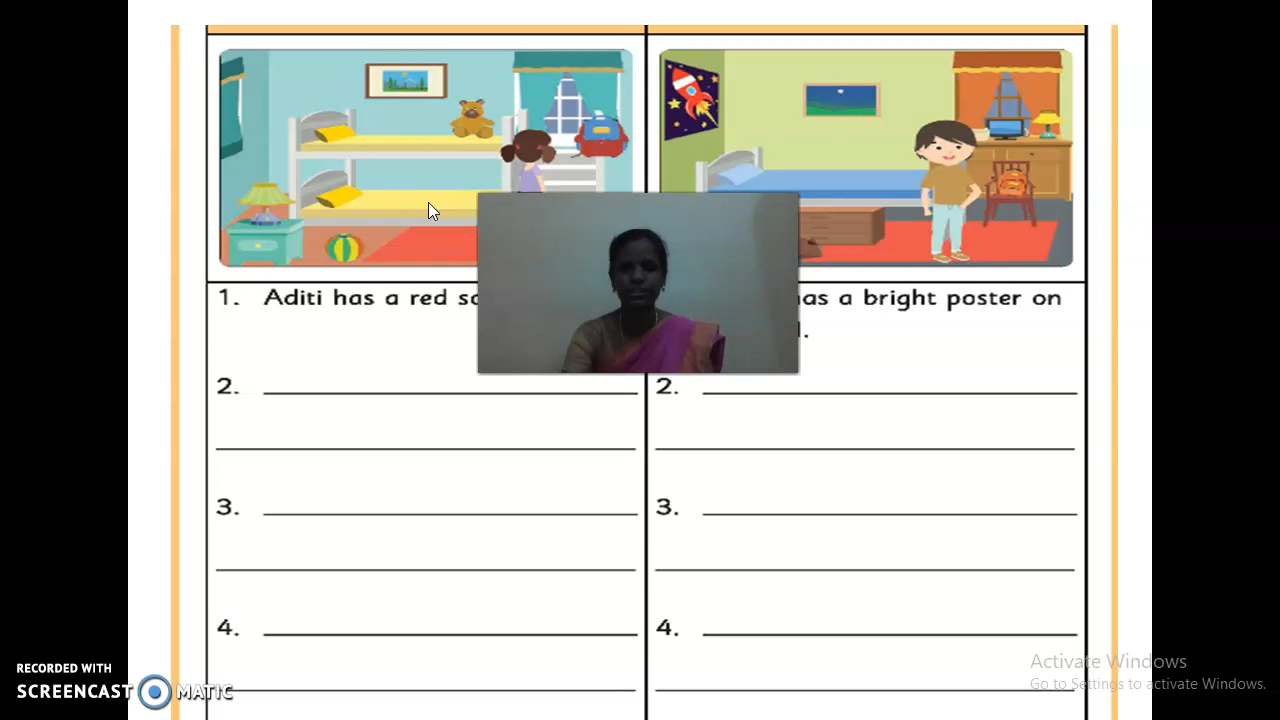 1. Aditi has a red
as a bright poster on
2.
2.
3.
3.
4.
4.
Activate Windows
Go to Settings to activate Windows.
RECORDED WITH
SCREENCAST MATIC